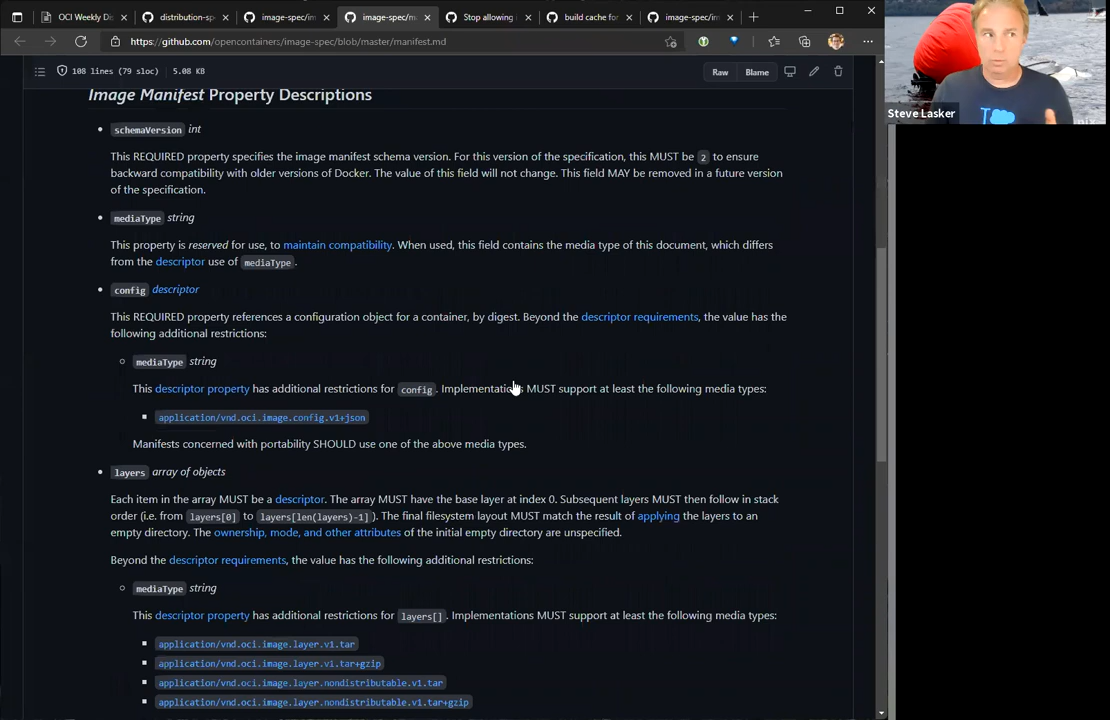 OCI Weekly Di
distribution-sp
image-spec/im
image-spec/m
Stop allowing
build cache for
image-spec/im
https://github.com/opencontainers/image-spec/blob/master/manifest.md
108 lines (79 sloc)
5.08 KB
Raw
Blame
Image Manifest Property Descriptions
schemaVersion int
This REQUIRED property specifies the image manifest schema version. For this version of the specification, this MUST be 2 to ensure
backward compatibility with older versions of Docker. The value of this field will not change. This field MAY be removed in a future version
of the specification.
mediaType string
This property is reserved for use, to maintain compatibility. When used, this field contains the media type of this document, which differs
from the descriptor use of mediaType.
config descriptor
This REQUIRED property references a configuration object for a container, by digest. Beyond the descriptor requirements, the value has the
following additional restrictions:
mediaType string
This descriptor property has additional restrictions for config. Implementations MUST support at least the following media types:
application/vnd.oci.image.config.v1+json
Manifests concerned with portability SHOULD use one of the above media types.
layers array of objects
Each item in the array MUST be a descriptor. The array MUST have the base layer at index 0. Subsequent layers MUST then follow in stack
order (i.e. from layers[0] to layers[len(layers)-1]). The final filesystem layout MUST match the result of applying the layers to an
empty directory. The ownership, mode, and other attributes of the initial empty directory are unspecified.
Beyond the descriptor requirements, the value has the following additional restrictions:
mediaType string
This descriptor property has additional restrictions for layers[]. Implementations MUST support at least the following media types:
application/vnd.oci.image.layer.v1.tar
application/vnd.oci.image.layer.v1.tar+gzip
application/vnd.oci.image.layer.nondistributable.v1.tar
application/vnd.oci.image.layer.nondistributable.v1.tar+gzip
Steve Lasker